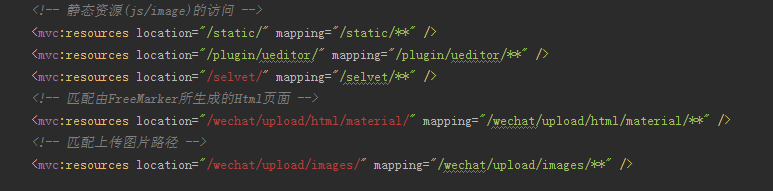 <!-- 静态资源(js/image)的访问 -->
<mvc:resources location="/static/" mapping="/static/**" />
<mvc:resources location="/plugin/ueditor/" mapping="/plugin/ueditor/**" />
<mvc:resources location="/selvet/" mapping="/selvet/**" />
<!-- 匹配由FreeMarker所生成的Html页面 -->
<mvc:resources location="/wechat/upload/html/material/" mapping="/wechat/upload/html/material/**" />
<!-- 匹配上传图片路径 -->
<mvc:resources location="/wechat/upload/images/" mapping="/wechat/upload/images/**" />